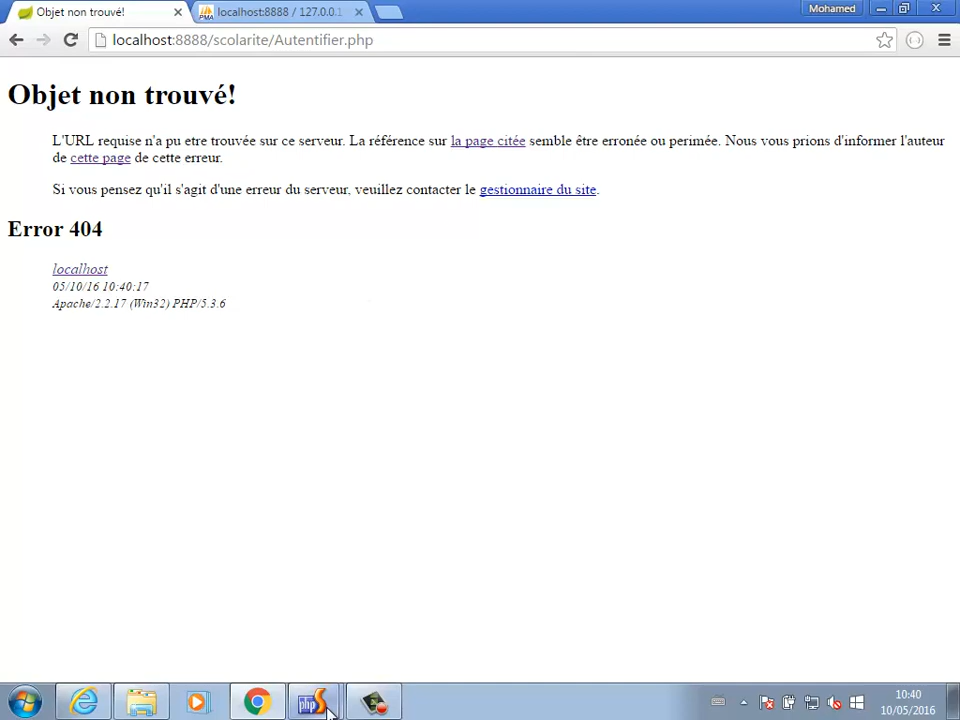 Objet non trouvé!
localhost:8888 / 127.0.0.1
Mohamed
localhost:8888/scolarite/Autentifier.php
Objet non trouvé!
L'URL requise n'a pu etre trouvée sur ce serveur. La référence sur la page citée semble être erronée ou perimée. Nous vous prions d'informer l'auteur
de cette page de cette erreur.
Si vous pensez qu'il s'agit d'une erreur du serveur, veuillez contacter le gestionnaire du site.
Error 404
localhost
05/10/16 10:40:17
Apache/2.2.17 (Win32) PHP/5.3.6
php
10:40
10/05/2016